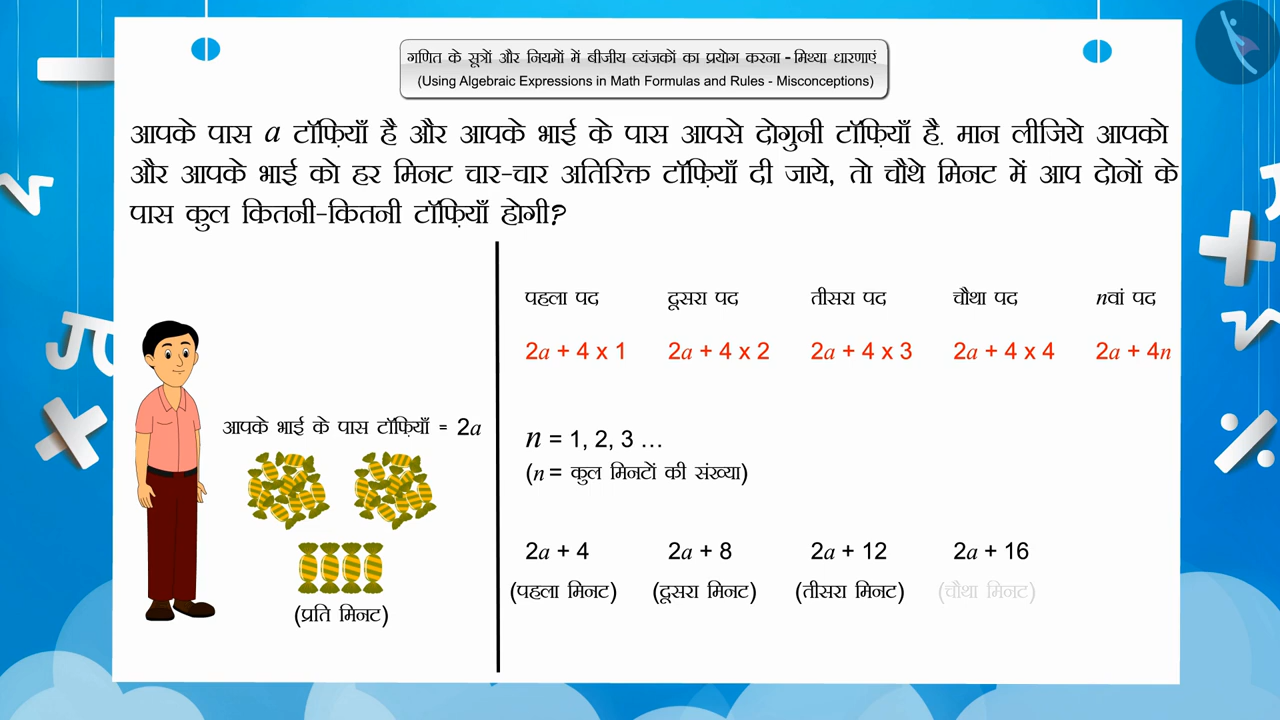 गणित के सूत्रों और नियमों में बीजीय व्यंजकों का प्रयोग करना - मिथ्या धारणाएं
(Using Algebraic Expressions in Math Formulas and Rules - Misconceptions)
आपके पास a टॉफ़ियाँ है और आपके भाई के पास आपसे दोगुनी टॉफ़ियाँ है. मान लीजिये आपको
और आपके भाई को हर मिनट चार-चार अतिरिक्त टॉफ़ियाँ दी जाये, तो चौथे मिनट में आप दोनों के
पास कुल कितनी-कितनी टॉफ़ियाँ होगी?
आपके भाई के पास टॉफ़ियाँ = 2a
(प्रति मिनट)
पहला पद दूसरा पद तीसरा पद चौथा पद nवां पद
2a + 4 x 1 2a + 4 x 2 2a + 4 x 3 2a + 4 x 4 2a + 4n
n = 1, 2, 3 ...
(n = कुल मिनटों की संख्या)
2a + 4 2a + 8 2a + 12 2a + 16
(पहला मिनट) (दूसरा मिनट) (तीसरा मिनट) (चौथा मिनट)